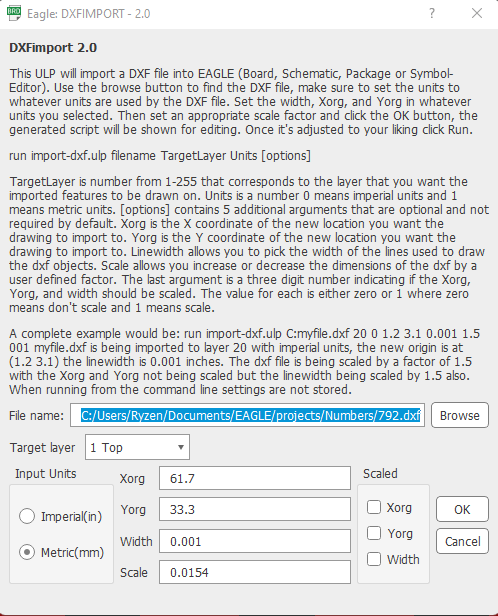 Eagle: DXFIMPORT - 2.0
DXFimport 2.0
This ULP will import a DXF file into EAGLE (Board, Schematic, Package or Symbol-
Editor). Use the browse button to find the DXF file, make sure to set the units to
whatever units are used by the DXF file. Set the width, Xorg, and Yorg in whatever
units you selected. Then set an appropriate scale factor and click the OK button, the
generated script will be shown for editing. Once it's adjusted to your liking click Run.
run import-dxf.ulp filename TargetLayer Units [options]
TargetLayer is number from 1-255 that corresponds to the layer that you want the
imported features to be drawn on. Units is a number 0 means imperial units and 1
means metric units. [options] contains 5 additional arguments that are optional and not
required by default. Xorg is the X coordinate of the new location you want the
drawing to import to. Yorg is the Y coordinate of the new location you want the
drawing to import to. Linewidth allows you to pick the width of the lines used to draw
the dxf objects. Scale allows you increase or decrease the dimensions of the dxf by a
user defined factor. The last argument is a three digit number indicating if the Xorg,
Yorg, and width should be scaled. The value for each is either zero or 1 where zero
means don't scale and 1 means scale.
A complete example would be: run import-dxf.ulp C:myfile.dxf 20 0 1.2 3.1 0.001 1.5
001 myfile.dxf is being imported to layer 20 with imperial units, the new origin is at
(1.2 3.1) the linewidth is 0.001 inches. The dxf file is being scaled by a factor of 1.5
with the Xorg and Yorg not being scaled but the linewidth being scaled by 1.5 also.
When running from the command line settings are not stored.
File name: C:/Users/Ryzen/Documents/EAGLE/projects/Numbers/792.dxf Browse
Target layer 1 Top
Input Units
Imperial(in)
Metric(mm)
Xorg 61.7
Yorg 33.3
Width 0.001
Scale 0.0154
Scaled
Xorg
Yorg
Width
OK
Cancel